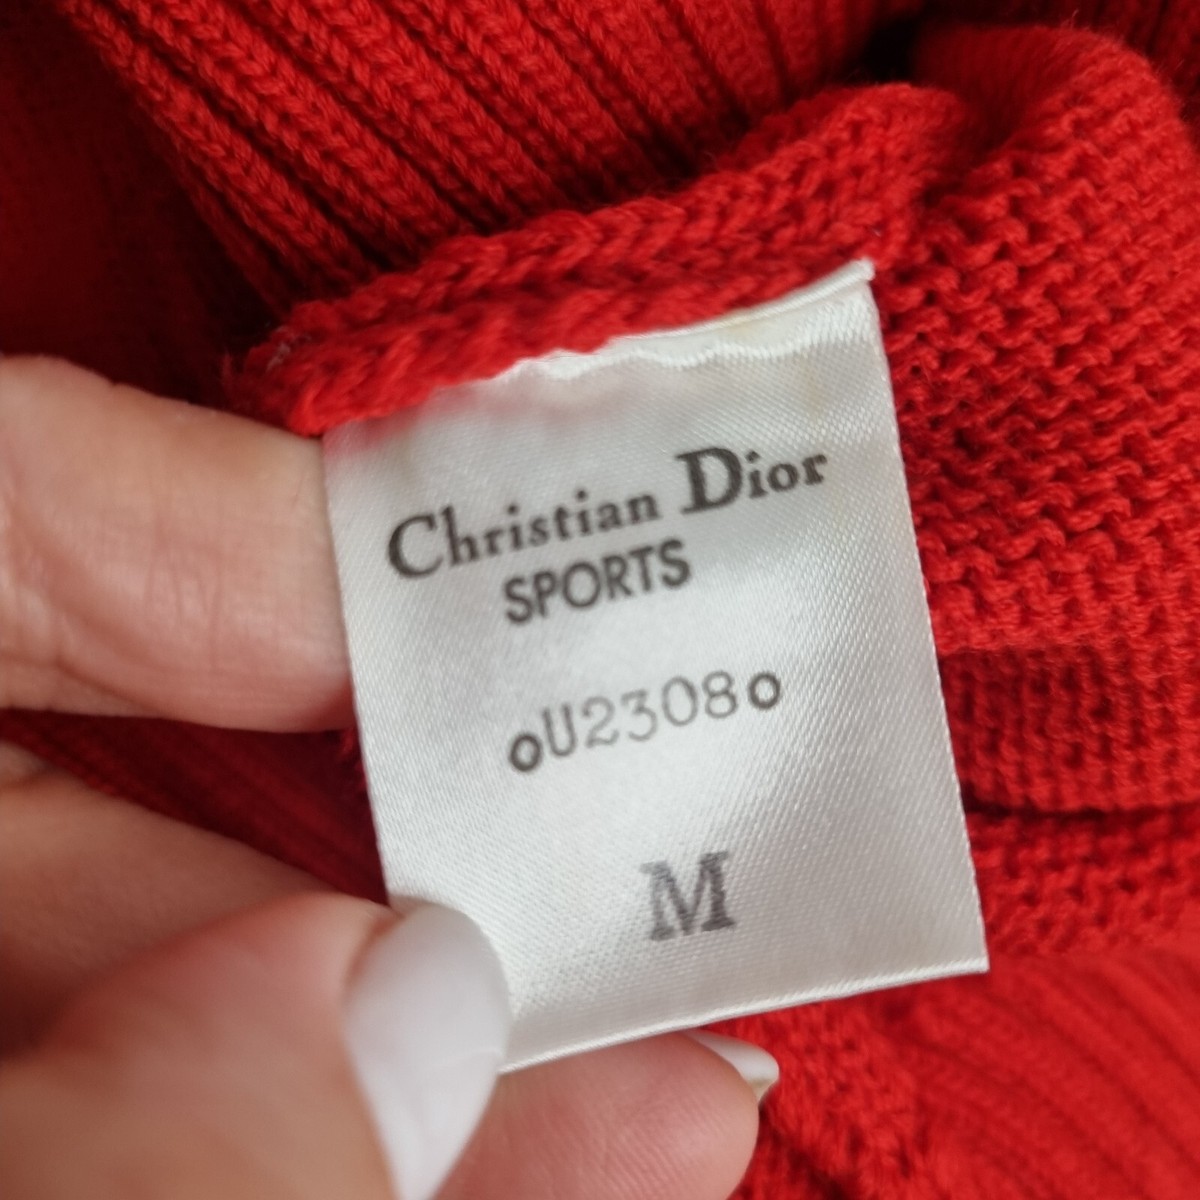 Christian Dior
SPORTS
oU2308o
M